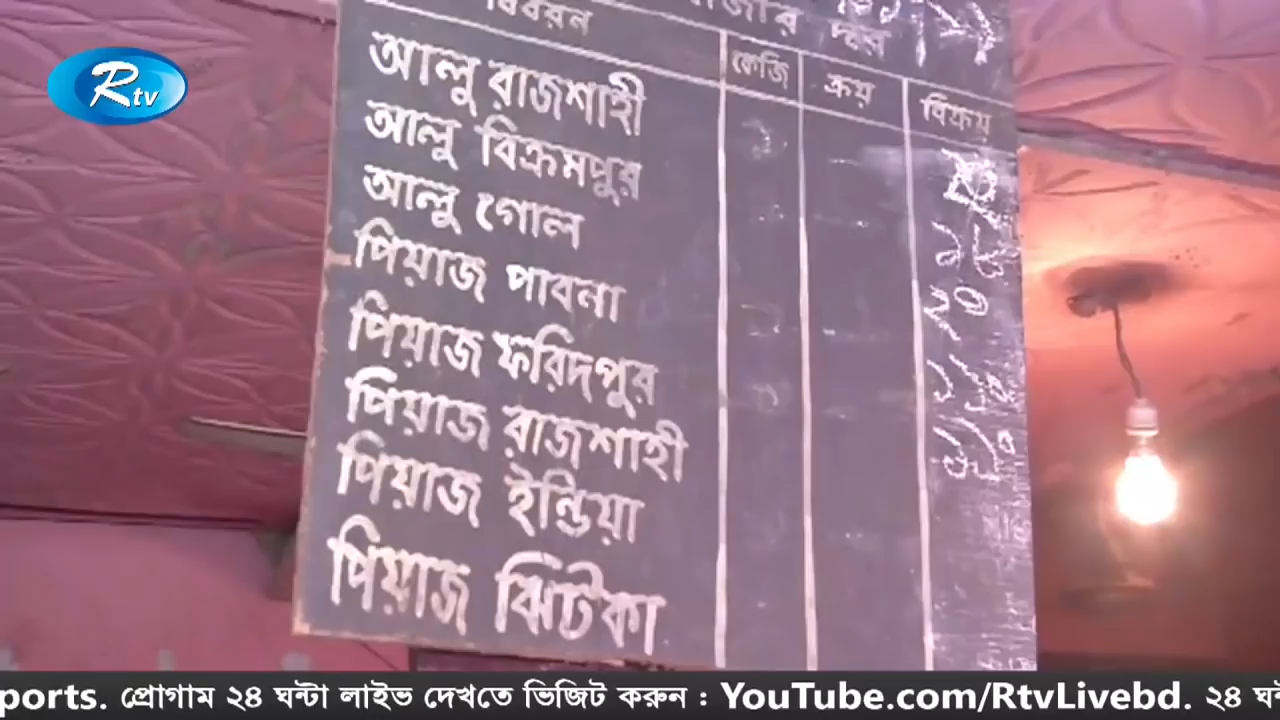 Rtv
বাজার দর
বিবরন
কেজি
ক্রয়
বিক্রয়
আলু রাজশাহী
আলু বিক্রমপুর
আলু গোল
পিয়াজ পাবনা
পিয়াজ ফরিদপুর
পিয়াজ রাজশাহী
পিয়াজ ইন্ডিয়া
পিয়াজ ঝিটকা
ports. প্রোগাম ২৪ ঘন্টা লাইভ দেখতে ভিজিট করুন : YouTube.com/RtvLivebd. ২৪